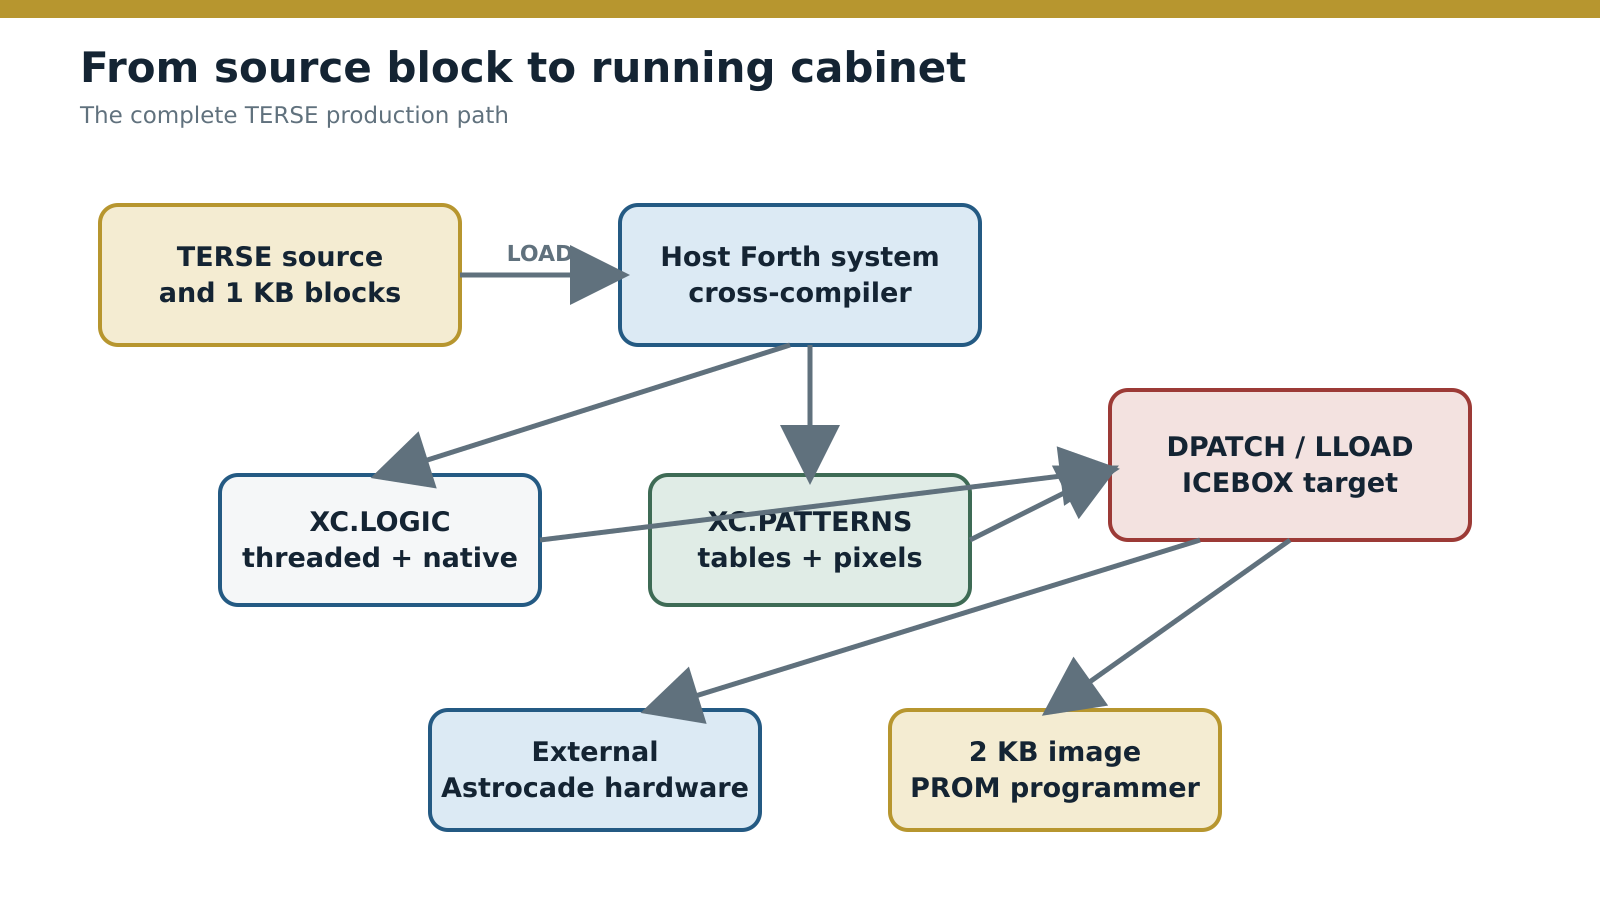 From source block to running cabinet
The complete TERSE production path
TERSE source
and 1 KB blocks
LOAD
Host Forth system
cross-compiler
DPATCH / LLOAD
ICEBOX target
XC.LOGIC
threaded + native
XC.PATTERNS
tables + pixels
External
Astrocade hardware
2 KB image
PROM programmer